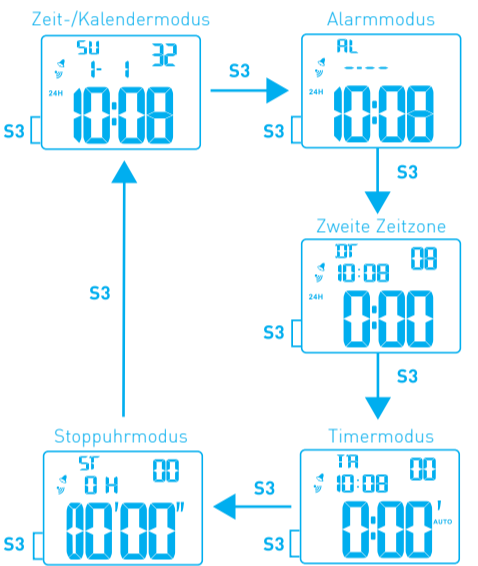 Zeit-/Kalendermodus
SU 32
1- 1
24H
10:08
S3
S3
Alarmmodus
AL
----
24H
10:08
S3
S3
Zweite Zeitzone
DT 08
10:08
24H
0:00
S3
S3
Timermodus
TR 00
10:08
0:00'
AUTO
S3
S3
Stoppuhrmodus
ST 00
0 H
00'00"
S3
S3